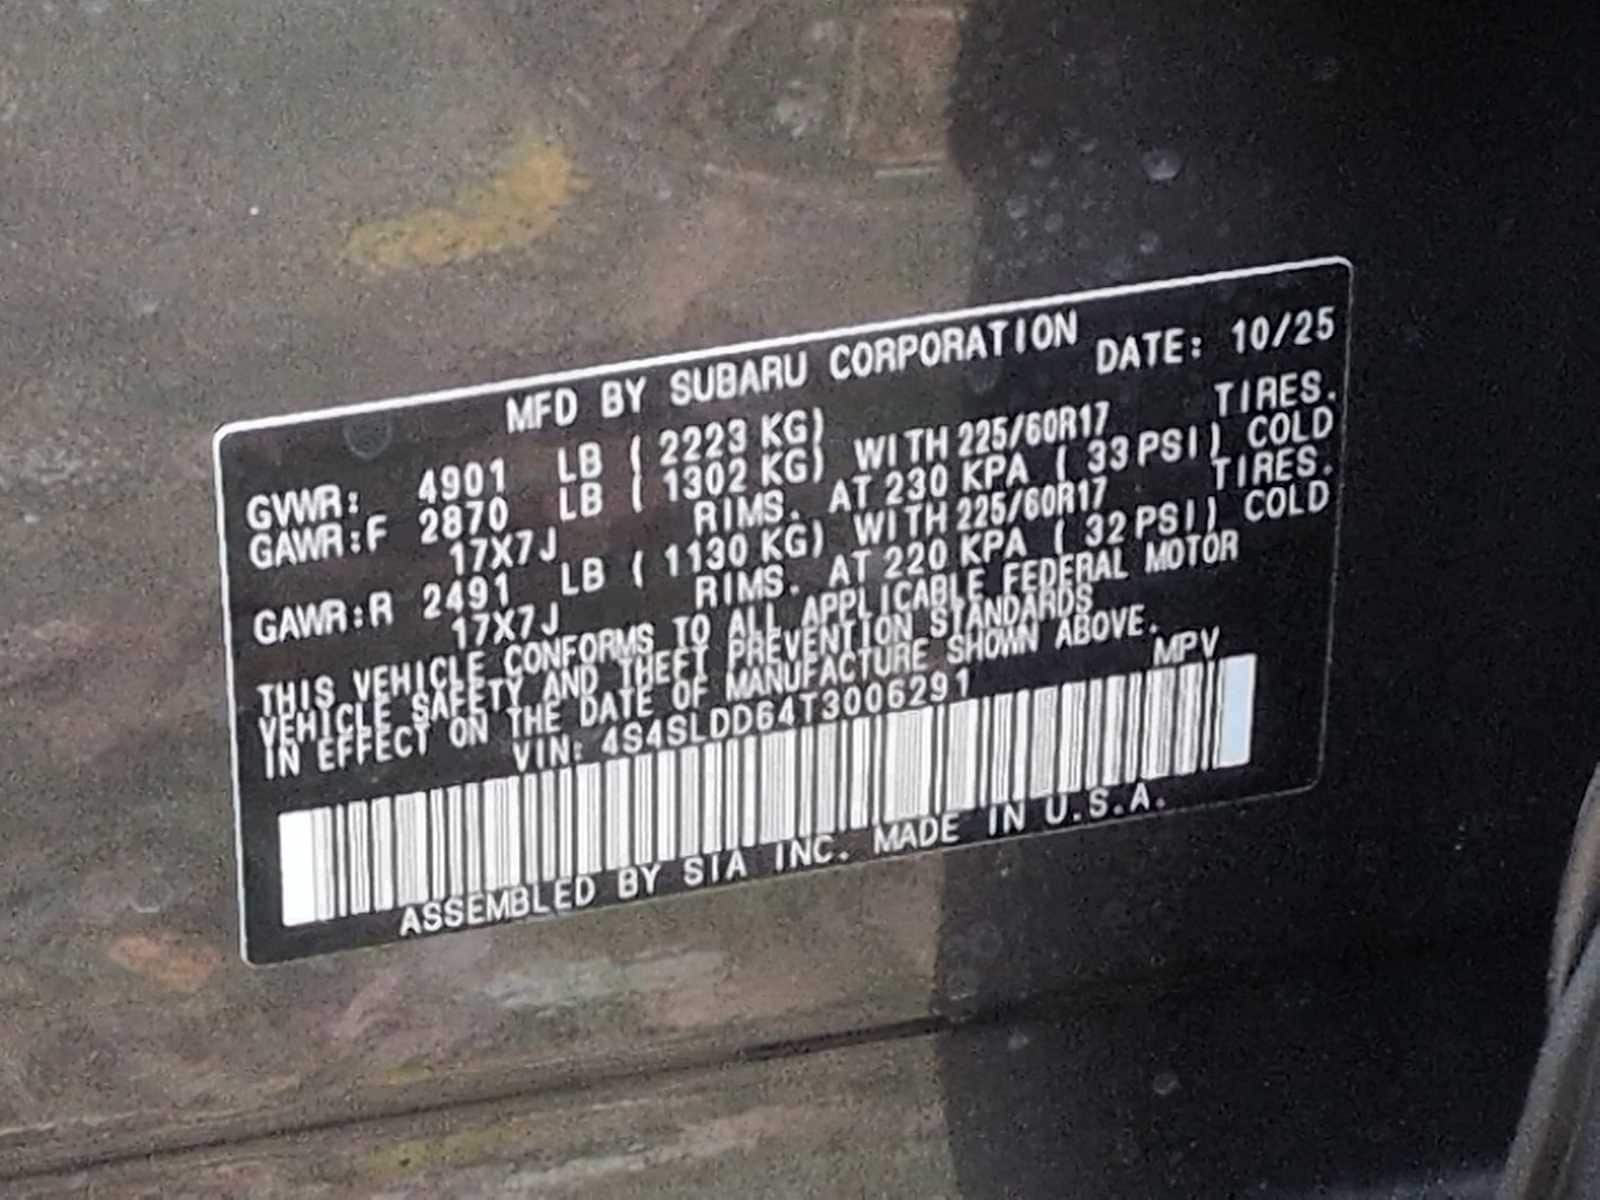 MFD BY SUBARU CORPORATION DATE: 10/25
GVWR: 4901 LB ( 2223 KG)
GAWR:F 2870 LB ( 1302 KG) WITH 225/60R17 TIRES.
17X7J RIMS. AT 230 KPA ( 33 PSI) COLD
GAWR:R 2491 LB ( 1130 KG) WITH 225/60R17 TIRES.
17X7J RIMS. AT 220 KPA ( 32 PSI) COLD
THIS VEHICLE CONFORMS TO ALL APPLICABLE FEDERAL MOTOR
VEHICLE SAFETY AND THEFT PREVENTION STANDARDS
IN EFFECT ON THE DATE OF MANUFACTURE SHOWN ABOVE.
VIN: 4S4SLDD64T3006291 MPV
ASSEMBLED BY SIA INC. MADE IN U.S.A.